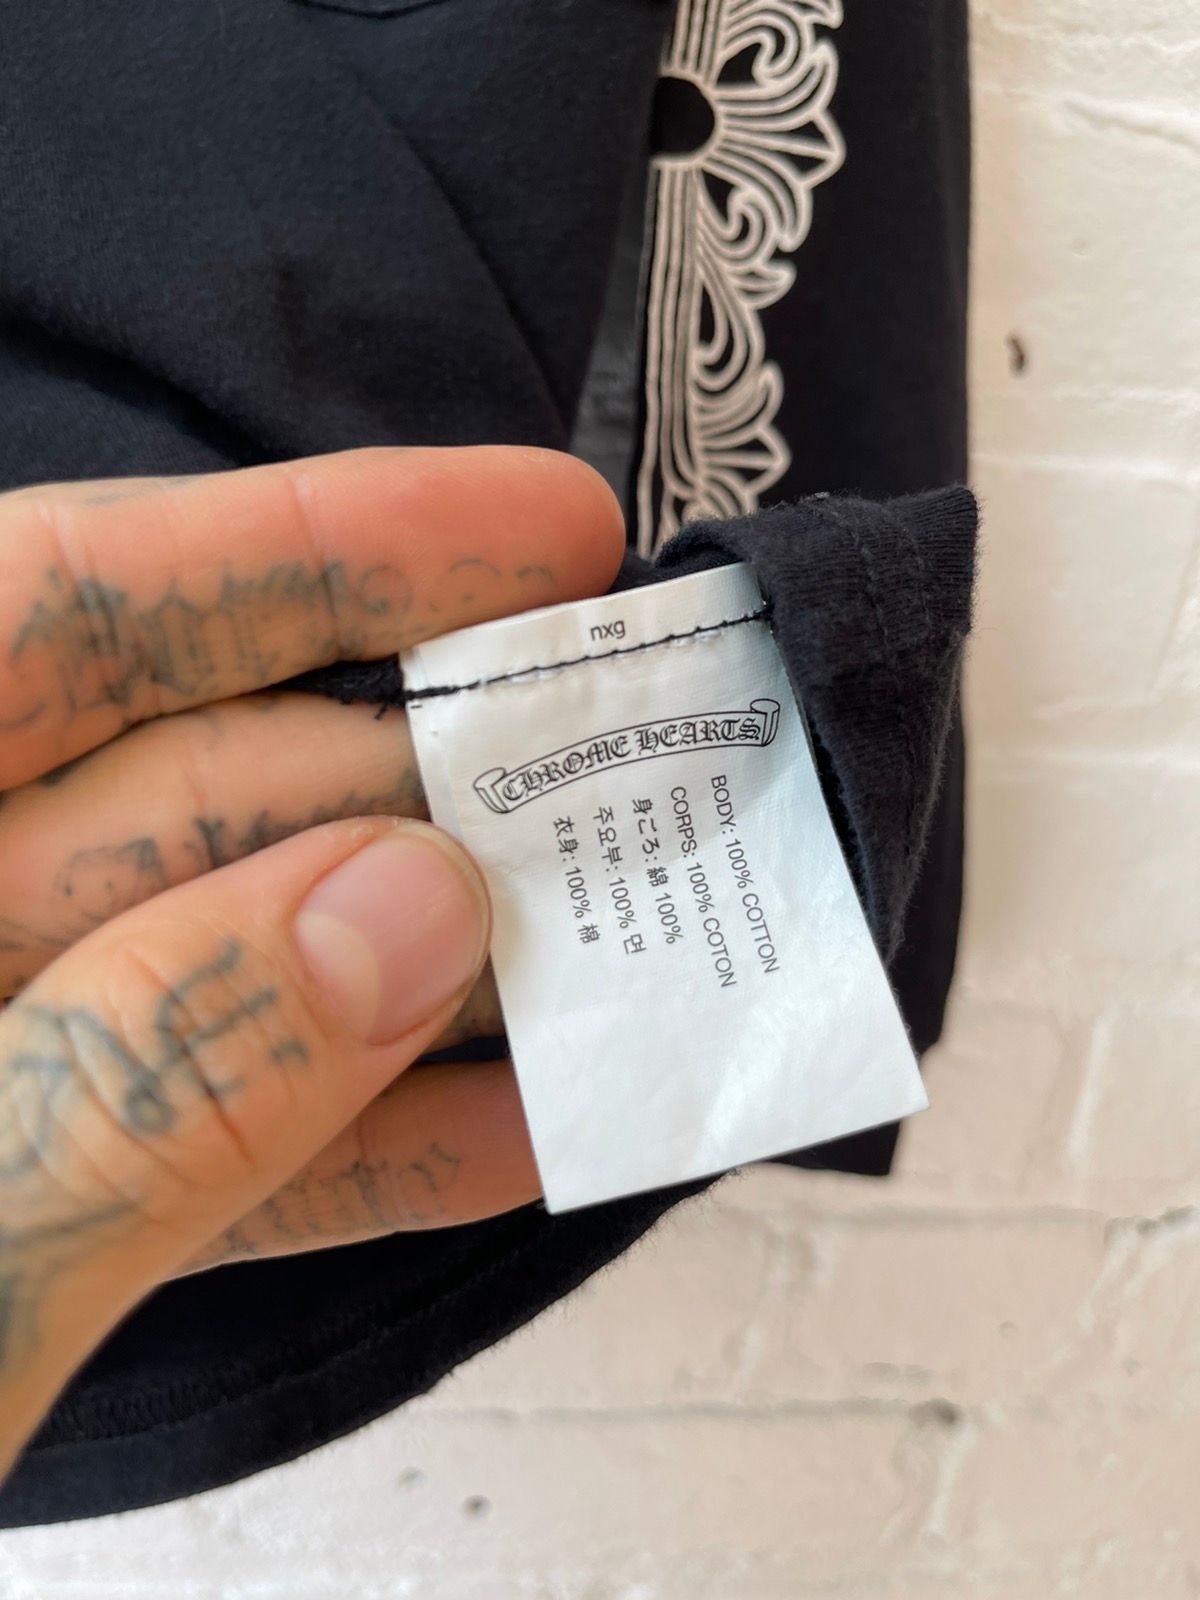 nxg
CHROME HEARTS
BODY: 100% COTTON
CORPS: 100% COTON
身ごろ: 綿 100%
주요부: 100% 면
衣身: 100% 棉